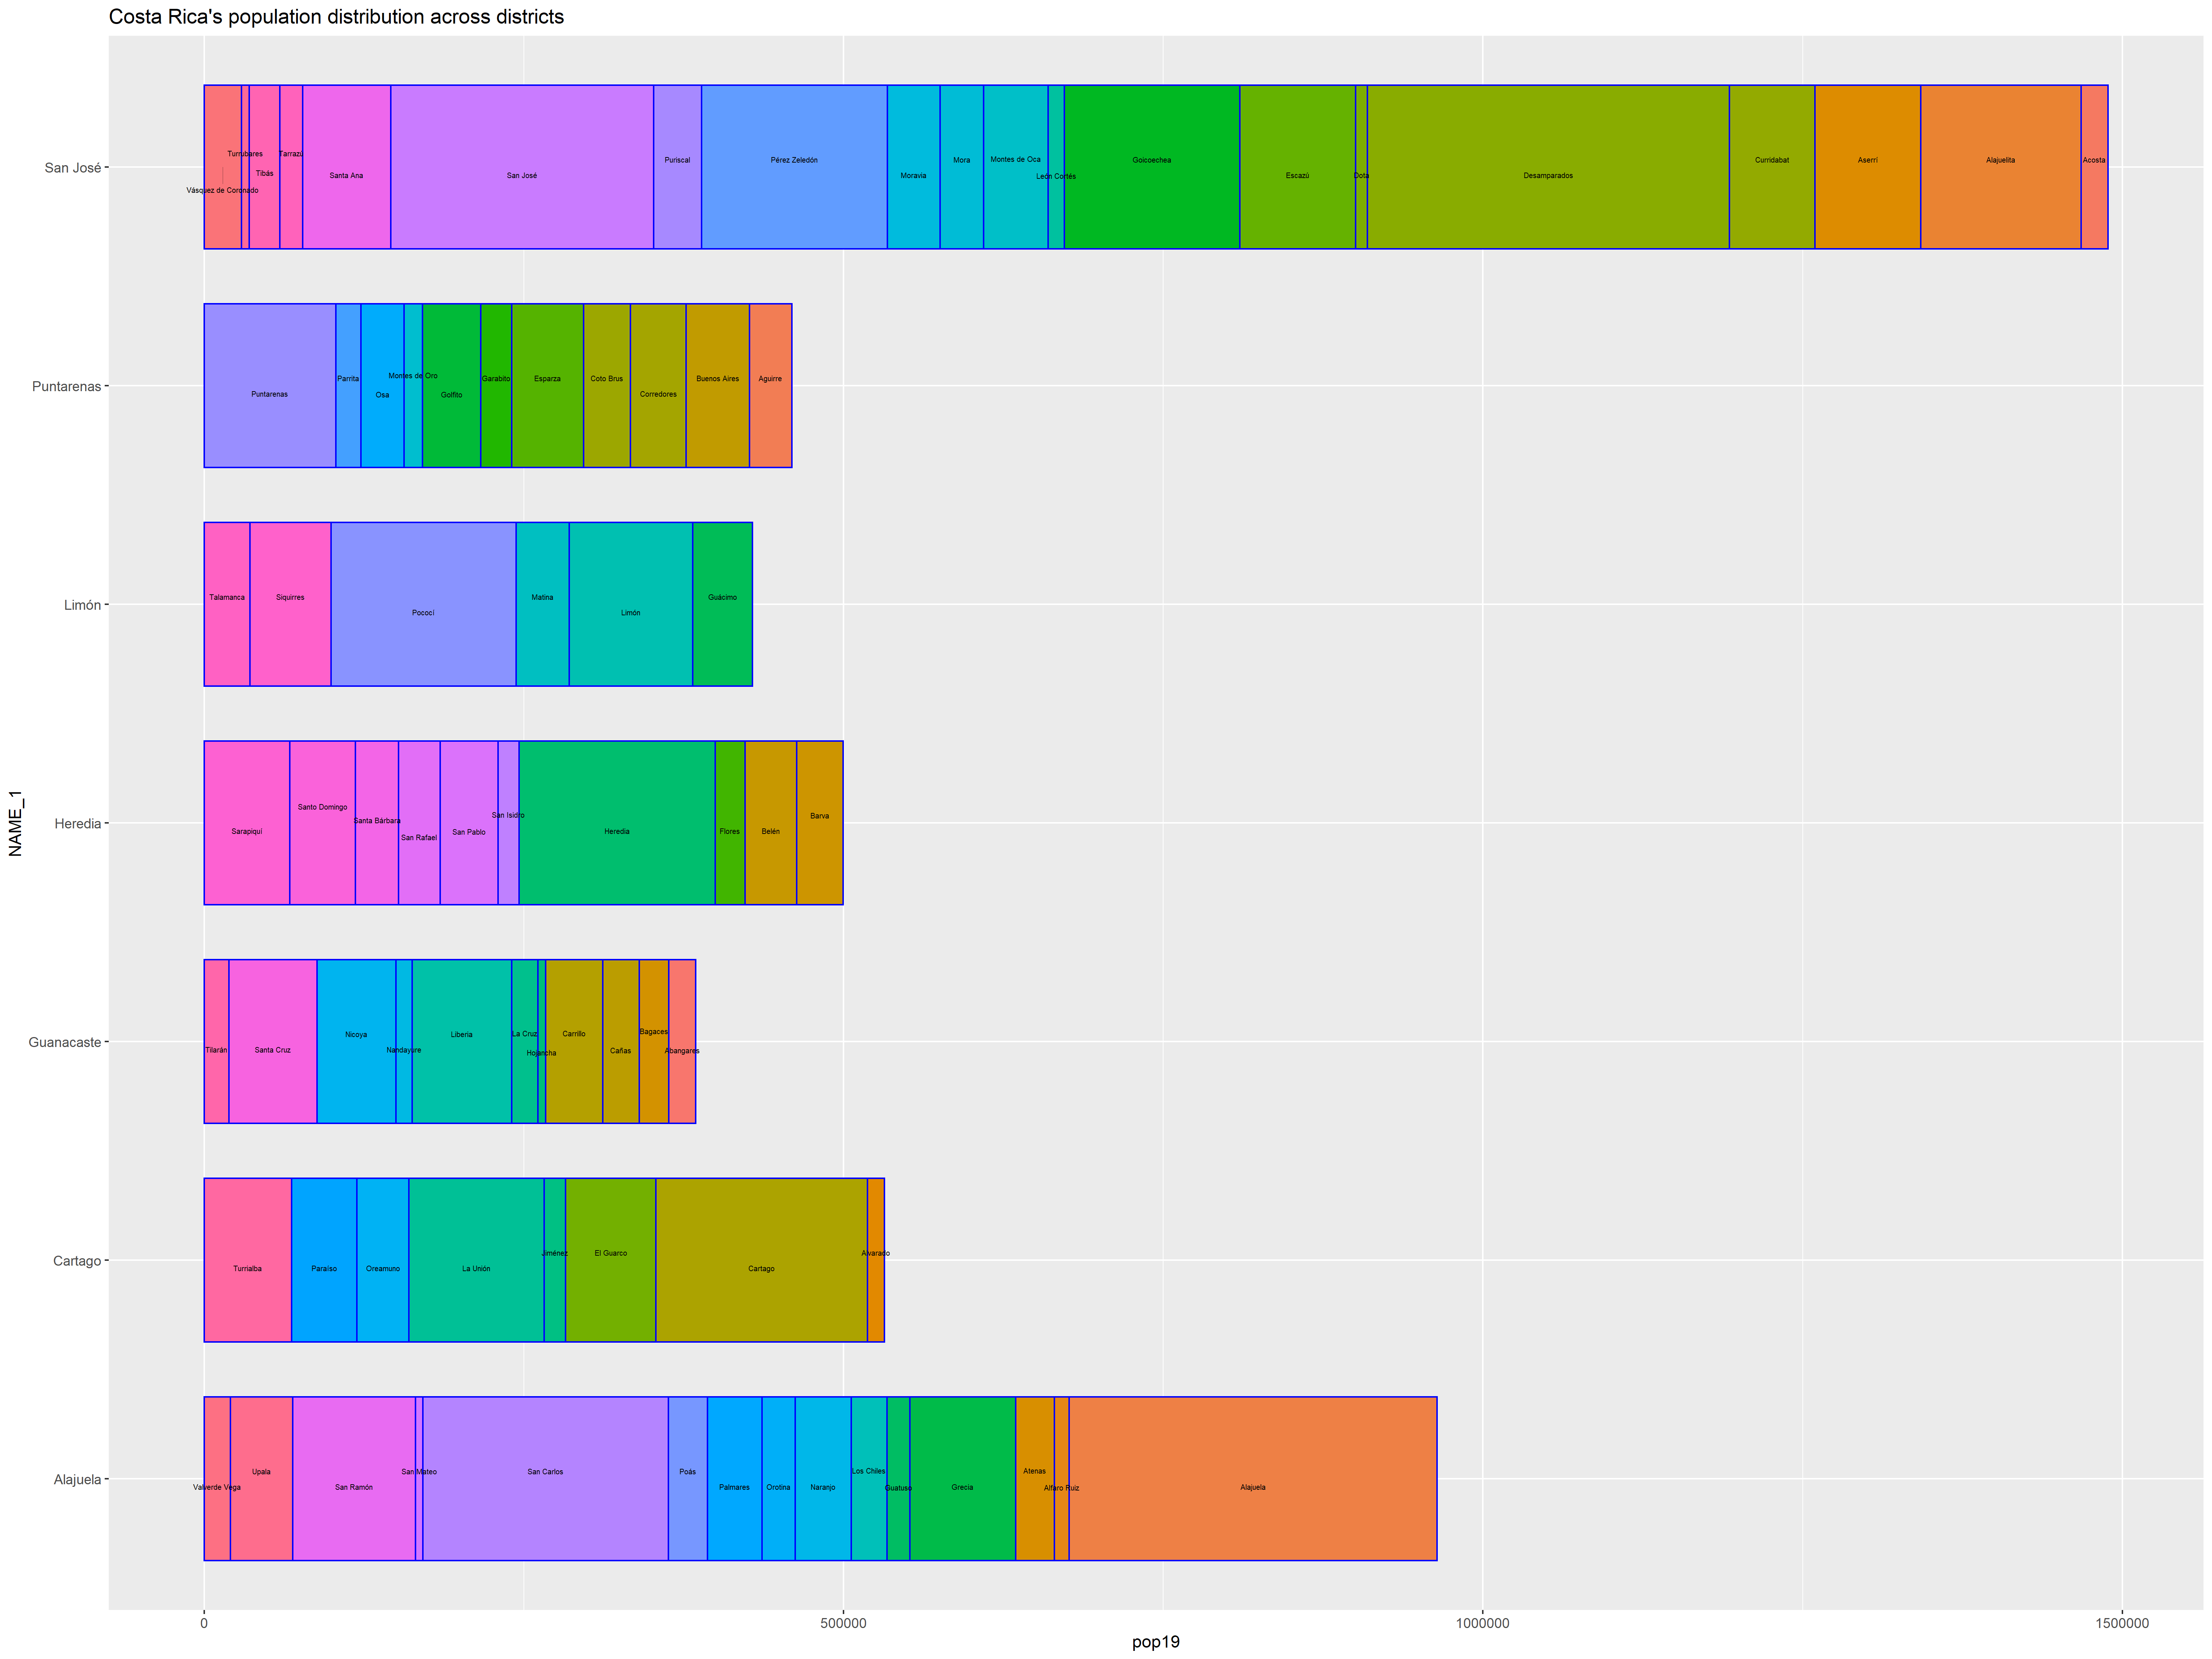 Costa Rica's population distribution across districts
NAME_1
San José
Turrubares
Tarrazú
Tibás
Vásquez de Coronado
Santa Ana
San José
Puriscal
Pérez Zeledón
Moravia
Mora
Montes de Oca
León Cortés
Goicoechea
Escazú
Dota
Desamparados
Curridabat
Aserrí
Alajuelita
Acosta
Puntarenas
Puntarenas
Parrita
Osa
Montes de Oro
Golfito
Garabito
Esparza
Coto Brus
Corredores
Buenos Aires
Aguirre
Limón
Talamanca
Siquirres
Pococí
Matina
Limón
Guácimo
Heredia
Sarapiquí
Santo Domingo
Santa Bárbara
San Rafael
San Pablo
San Isidro
Heredia
Flores
Belén
Barva
Guanacaste
Tilarán
Santa Cruz
Nicoya
Nandayure
Liberia
La Cruz
Hojancha
Carrillo
Cañas
Bagaces
Abangares
Cartago
Turrialba
Paraíso
Oreamuno
La Unión
Jiménez
El Guarco
Cartago
Alvarado
Alajuela
Valverde Vega
Upala
San Ramón
San Mateo
San Carlos
Poás
Palmares
Orotina
Naranjo
Los Chiles
Guatuso
Grecia
Atenas
Alfaro Ruiz
Alajuela
0
500000
1000000
1500000
pop19